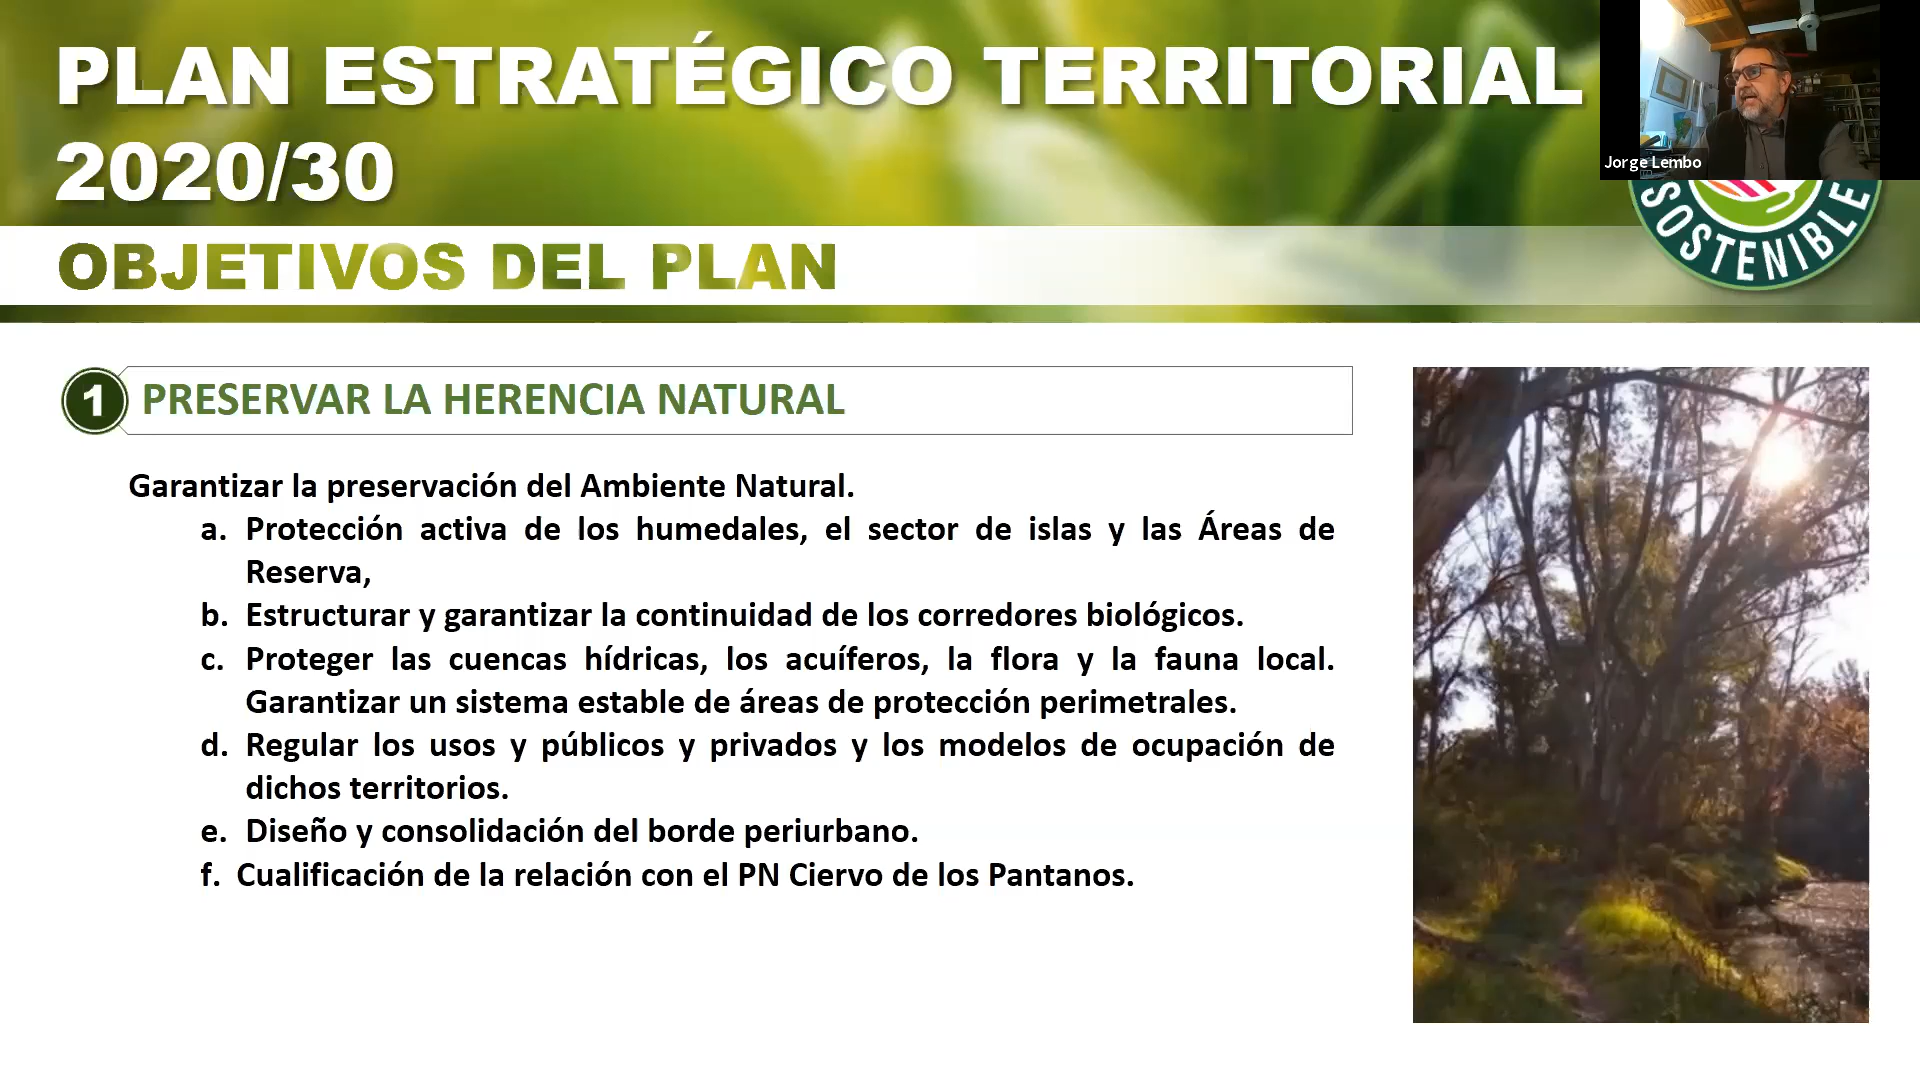 PLAN ESTRATÉGICO TERRITORIAL
2020/30
Jorge Lembo
SOSTENIBLE
OBJETIVOS DEL PLAN
1 PRESERVAR LA HERENCIA NATURAL
Garantizar la preservación del Ambiente Natural.
a. Protección activa de los humedales, el sector de islas y las Áreas de
Reserva,
b. Estructurar y garantizar la continuidad de los corredores biológicos.
c. Proteger las cuencas hídricas, los acuíferos, la flora y la fauna local.
Garantizar un sistema estable de áreas de protección perimetrales.
d. Regular los usos y públicos y privados y los modelos de ocupación de
dichos territorios.
e. Diseño y consolidación del borde periurbano.
f. Cualificación de la relación con el PN Ciervo de los Pantanos.